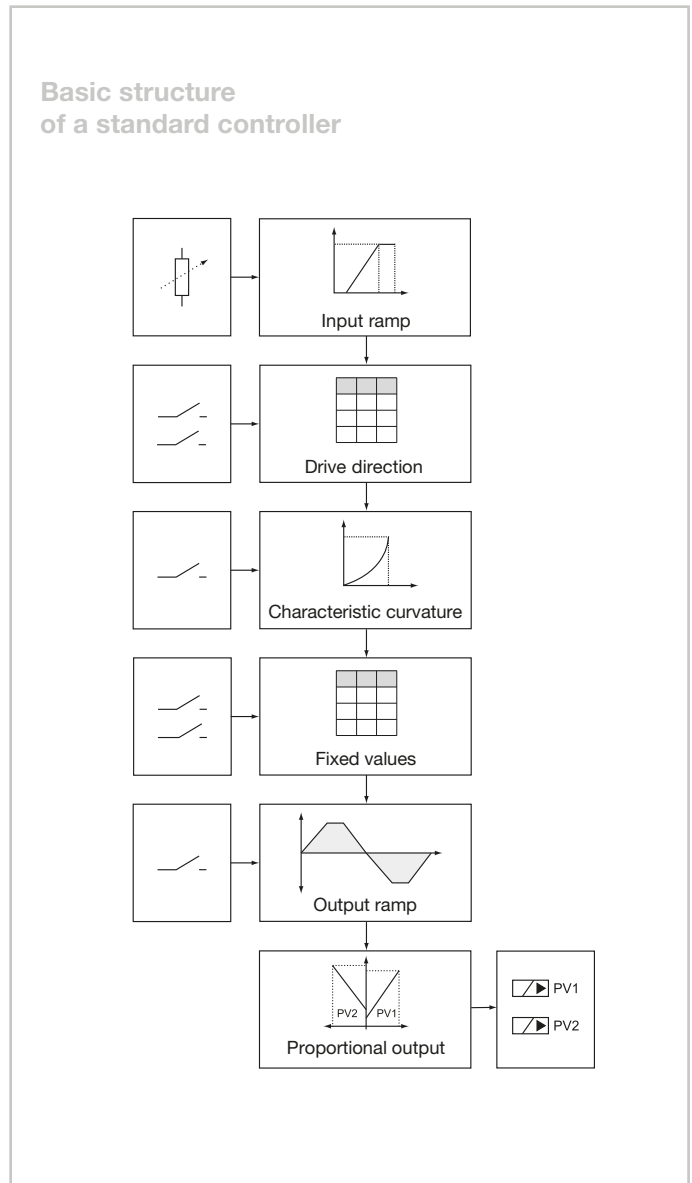 Basic structure
of a standard controller
Input ramp
Drive direction
Characteristic curvature
Fixed values
Output ramp
PV2 PV1
Proportional output
PV1
PV2